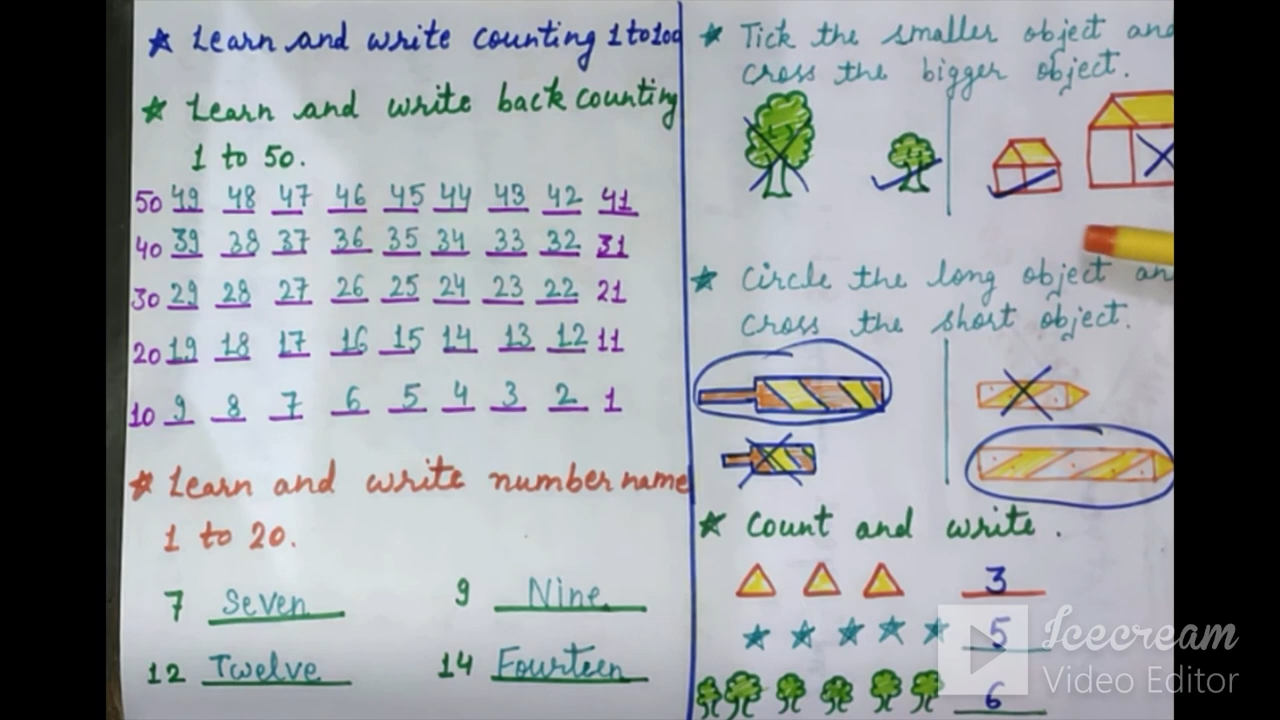 ★ Learn and write counting 1 to 100
★ Learn and write back counting
1 to 50.
50 49 48 47 46 45 44 43 42 41
40 39 38 37 36 35 34 33 32 31
30 29 28 27 26 25 24 23 22 21
20 19 18 17 16 15 14 13 12 11
10 9 8 7 6 5 4 3 2 1
★ Learn and write number name
1 to 20.
7 Seven 9 Nine
12 Twelve 14 Fourteen
★ Tick the smaller object and
cross the bigger object.
★ Circle the long object an
cross the short object.
★ Count and write.
3
5
6
Icecream
Video Editor